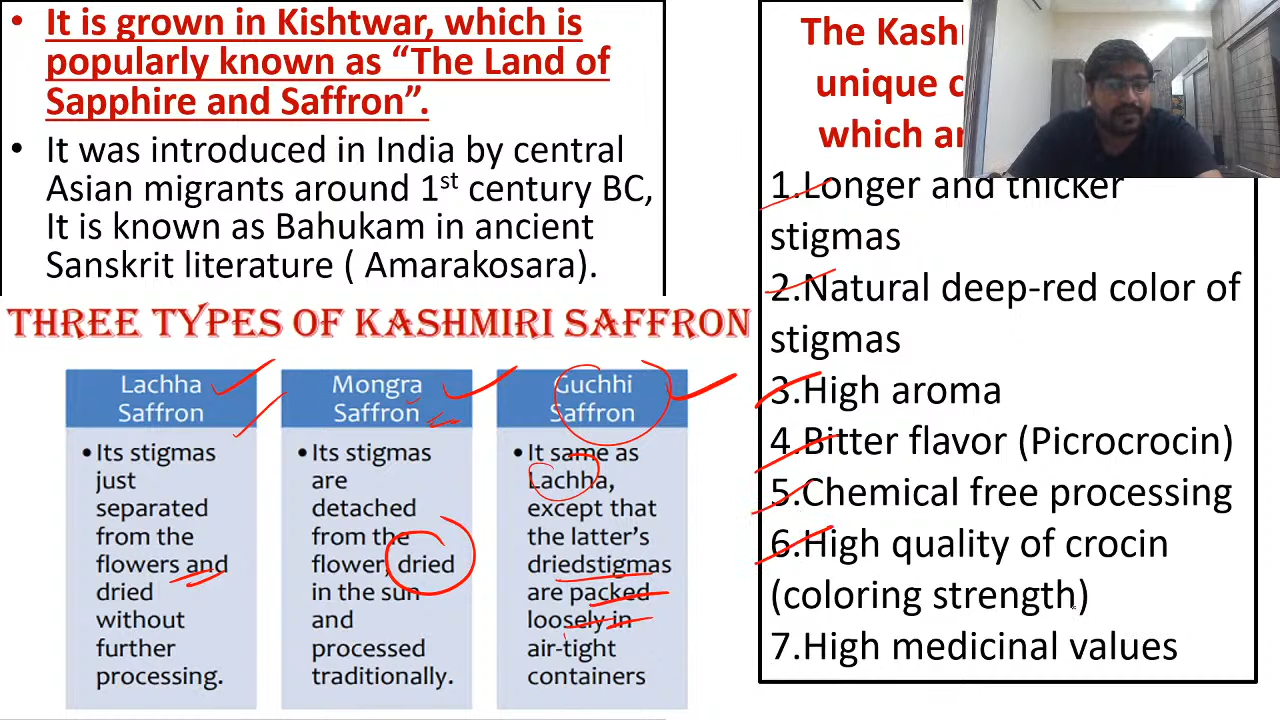 • It is grown in Kishtwar, which is
popularly known as “The Land of
Sapphire and Saffron”.
• It was introduced in India by central
Asian migrants around 1st century BC,
It is known as Bahukam in ancient
Sanskrit literature ( Amarakosara).
THREE TYPES OF KASHMIRI SAFFRON
Lachha
Saffron
• Its stigmas
just
separated
from the
flowers and
dried
without
further
processing.
Mongra
Saffron
• Its stigmas
are
detached
from the
flower, dried
in the sun
and
processed
traditionally.
Guchhi
Saffron
• It same as
Lachha,
except that
the latter’s
driedstigmas
are packed
loosely in
air-tight
containers
The
unique
which
1.Longer and thicker
stigmas
2.Natural deep-red color of
stigmas
3.High aroma
4.Bitter flavor (Picrocrocin)
5.Chemical free processing
6.High quality of crocin
(coloring strength)
7.High medicinal values